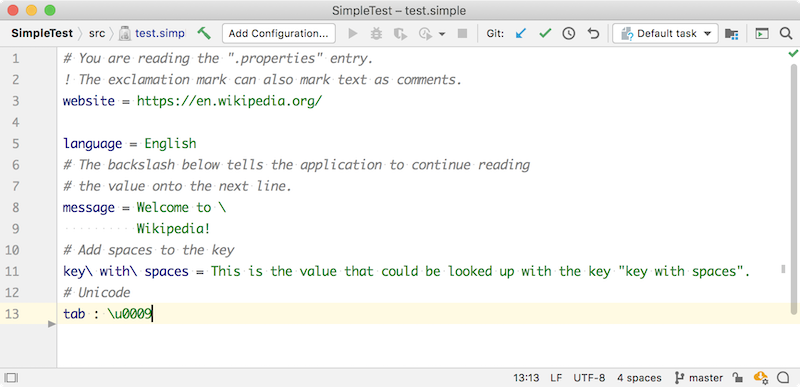 SimpleTest – test.simple
SimpleTest src test.simp Add Configuration... Git: Default task
1 # You are reading the ".properties" entry.
2 ! The exclamation mark can also mark text as comments.
3 website = https://en.wikipedia.org/
4
5 language = English
6 # The backslash below tells the application to continue reading
7 # the value onto the next line.
8 message = Welcome to \
9 Wikipedia!
10 # Add spaces to the key
11 key\ with\ spaces = This is the value that could be looked up with the key "key with spaces".
12 # Unicode
13 tab : \u0009
13:13 LF UTF-8 4 spaces master